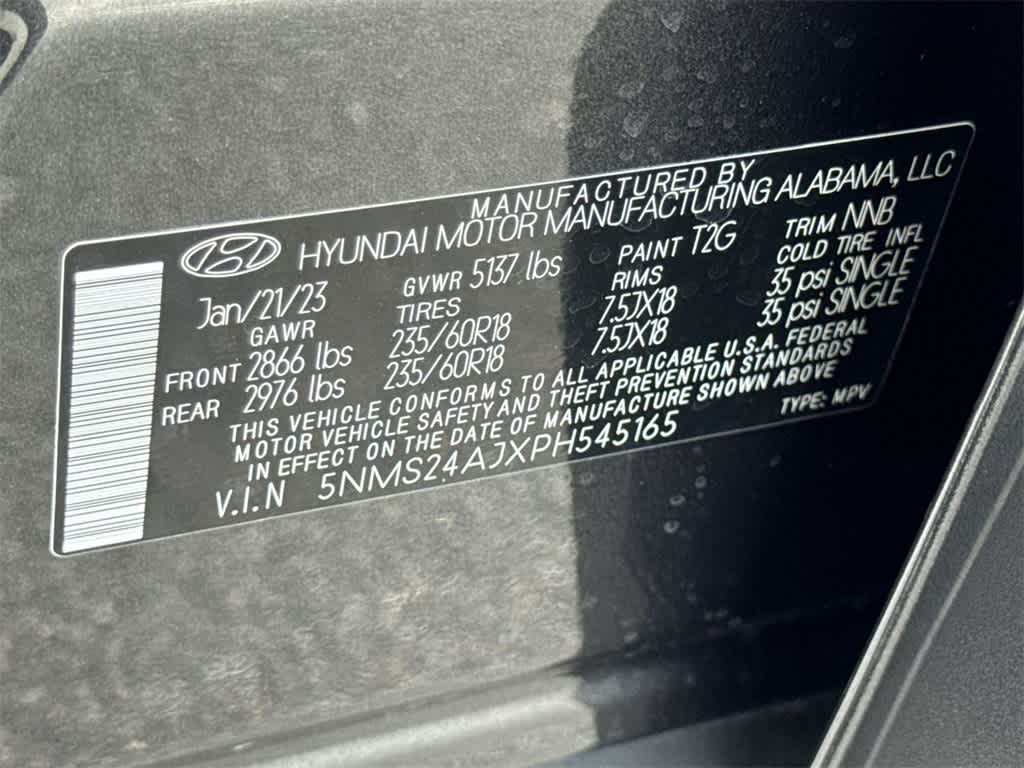 MANUFACTURED BY
HYUNDAI MOTOR MANUFACTURING ALABAMA, LLC
Jan/21/23 GVWR 5137 lbs PAINT T2G TRIM NNB
GAWR TIRES RIMS COLD TIRE INFL
FRONT 2866 lbs 235/60R18 7.5JX18 35 psi SINGLE
REAR 2976 lbs 235/60R18 7.5JX18 35 psi SINGLE
THIS VEHICLE CONFORMS TO ALL APPLICABLE U.S.A. FEDERAL
MOTOR VEHICLE SAFETY AND THEFT PREVENTION STANDARDS
IN EFFECT ON THE DATE OF MANUFACTURE SHOWN ABOVE
V.I.N 5NMS24AJXPH545165 TYPE: MPV